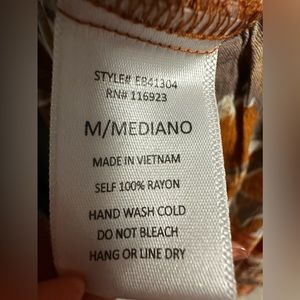 STYLE# E841304
RN# 116923
M/MEDIANO
MADE IN VIETNAM
SELF 100% RAYON
HAND WASH COLD
DO NOT BLEACH
HANG OR LINE DRY